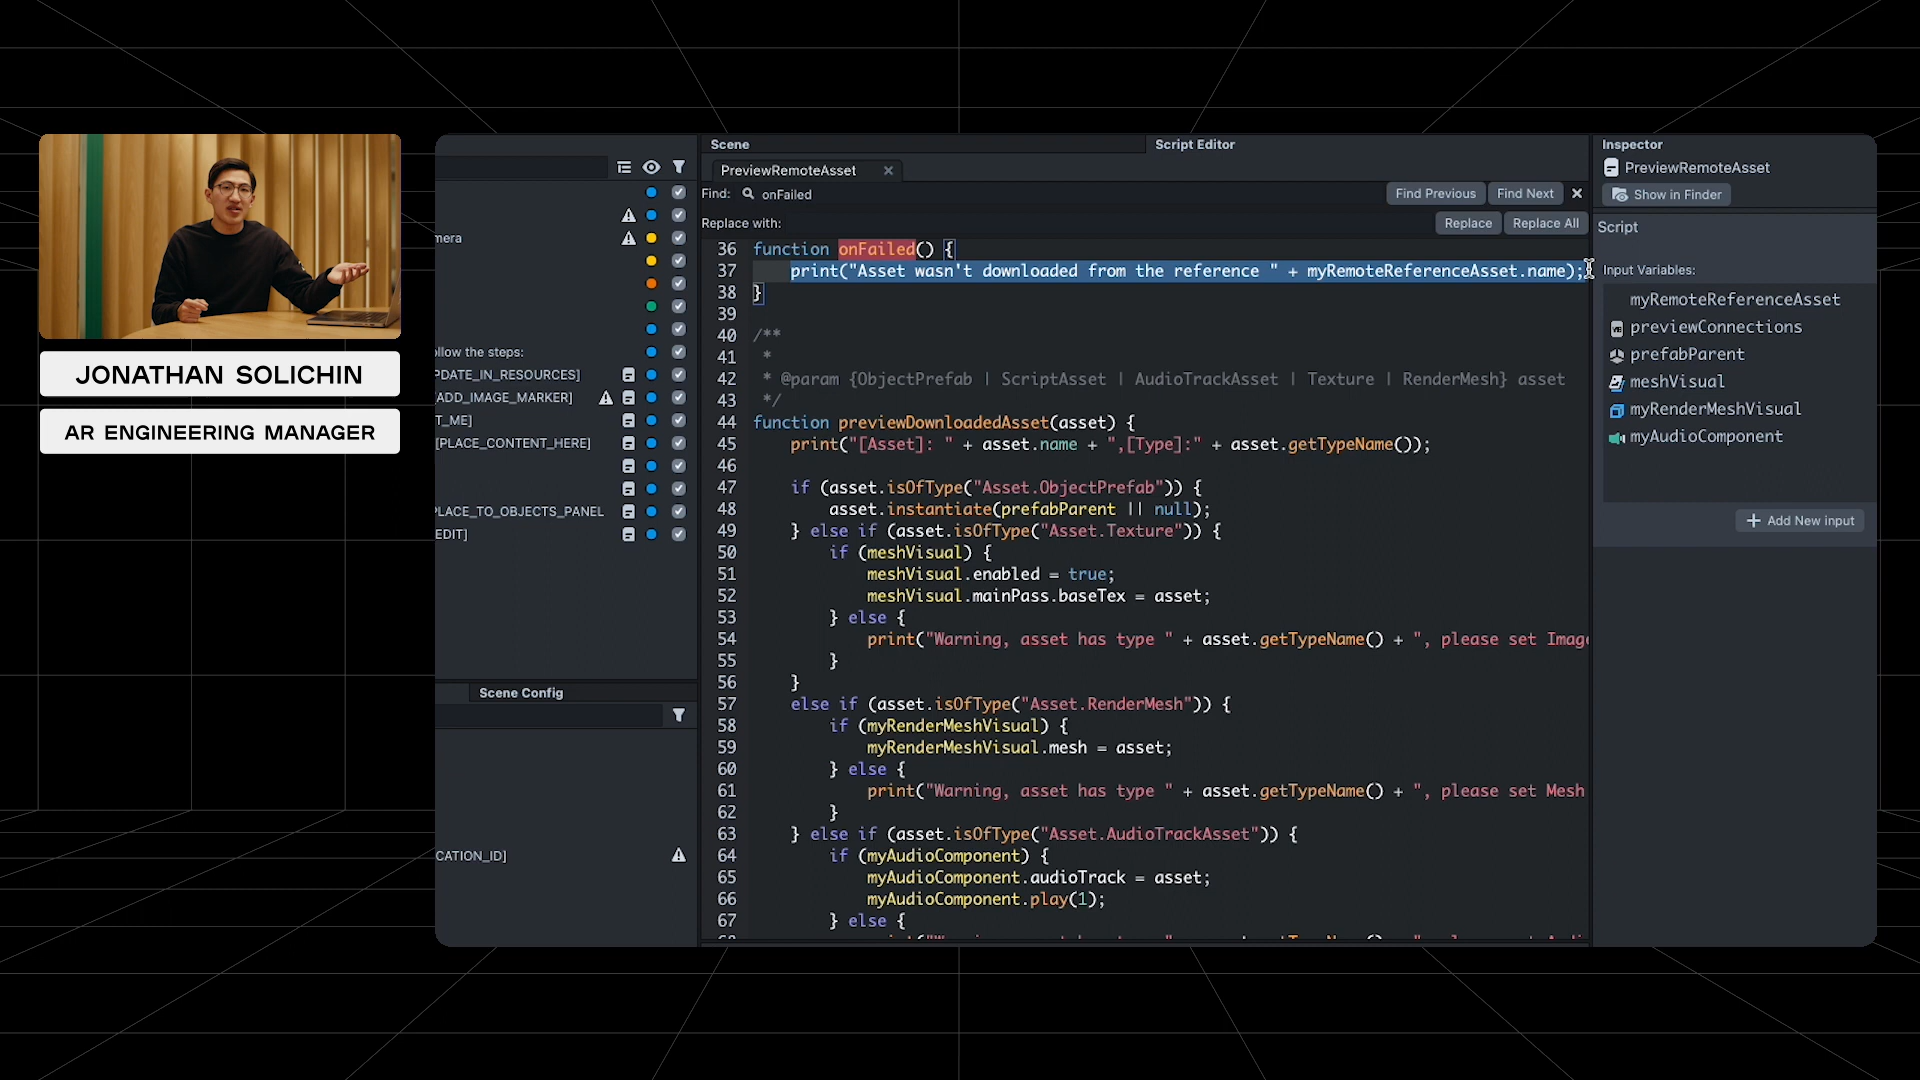 JONATHAN SOLICHIN
AR ENGINEERING MANAGER
mera
ollow the steps:
PDATE_IN_RESOURCES]
ADD_IMAGE_MARKER]
T_ME]
[PLACE_CONTENT_HERE]
PLACE_TO_OBJECTS_PANEL
EDIT]
Scene Config
CATION_ID]
Scene
Script Editor
PreviewRemoteAsset
Find: onFailed
Find Previous
Find Next
Replace with:
Replace
Replace All
36 function onFailed() {
37 print("Asset wasn't downloaded from the reference " + myRemoteReferenceAsset.name);
38 }
39
40 /**
41 *
42 * @param {ObjectPrefab | ScriptAsset | AudioTrackAsset | Texture | RenderMesh} asset
43 */
44 function previewDownloadedAsset(asset) {
45 print("[Asset]: " + asset.name + ",[Type]:" + asset.getTypeName());
46
47 if (asset.isOfType("Asset.ObjectPrefab")) {
48 asset.instantiate(prefabParent || null);
49 } else if (asset.isOfType("Asset.Texture")) {
50 if (meshVisual) {
51 meshVisual.enabled = true;
52 meshVisual.mainPass.baseTex = asset;
53 } else {
54 print("Warning, asset has type " + asset.getTypeName() + ", please set Imag
55 }
56 }
57 else if (asset.isOfType("Asset.RenderMesh")) {
58 if (myRenderMeshVisual) {
59 myRenderMeshVisual.mesh = asset;
60 } else {
61 print("Warning, asset has type " + asset.getTypeName() + ", please set Mesh
62 }
63 } else if (asset.isOfType("Asset.AudioTrackAsset")) {
64 if (myAudioComponent) {
65 myAudioComponent.audioTrack = asset;
66 myAudioComponent.play(1);
67 } else {
Inspector
PreviewRemoteAsset
Show in Finder
Script
Input Variables:
myRemoteReferenceAsset
previewConnections
prefabParent
meshVisual
myRenderMeshVisual
myAudioComponent
+ Add New input